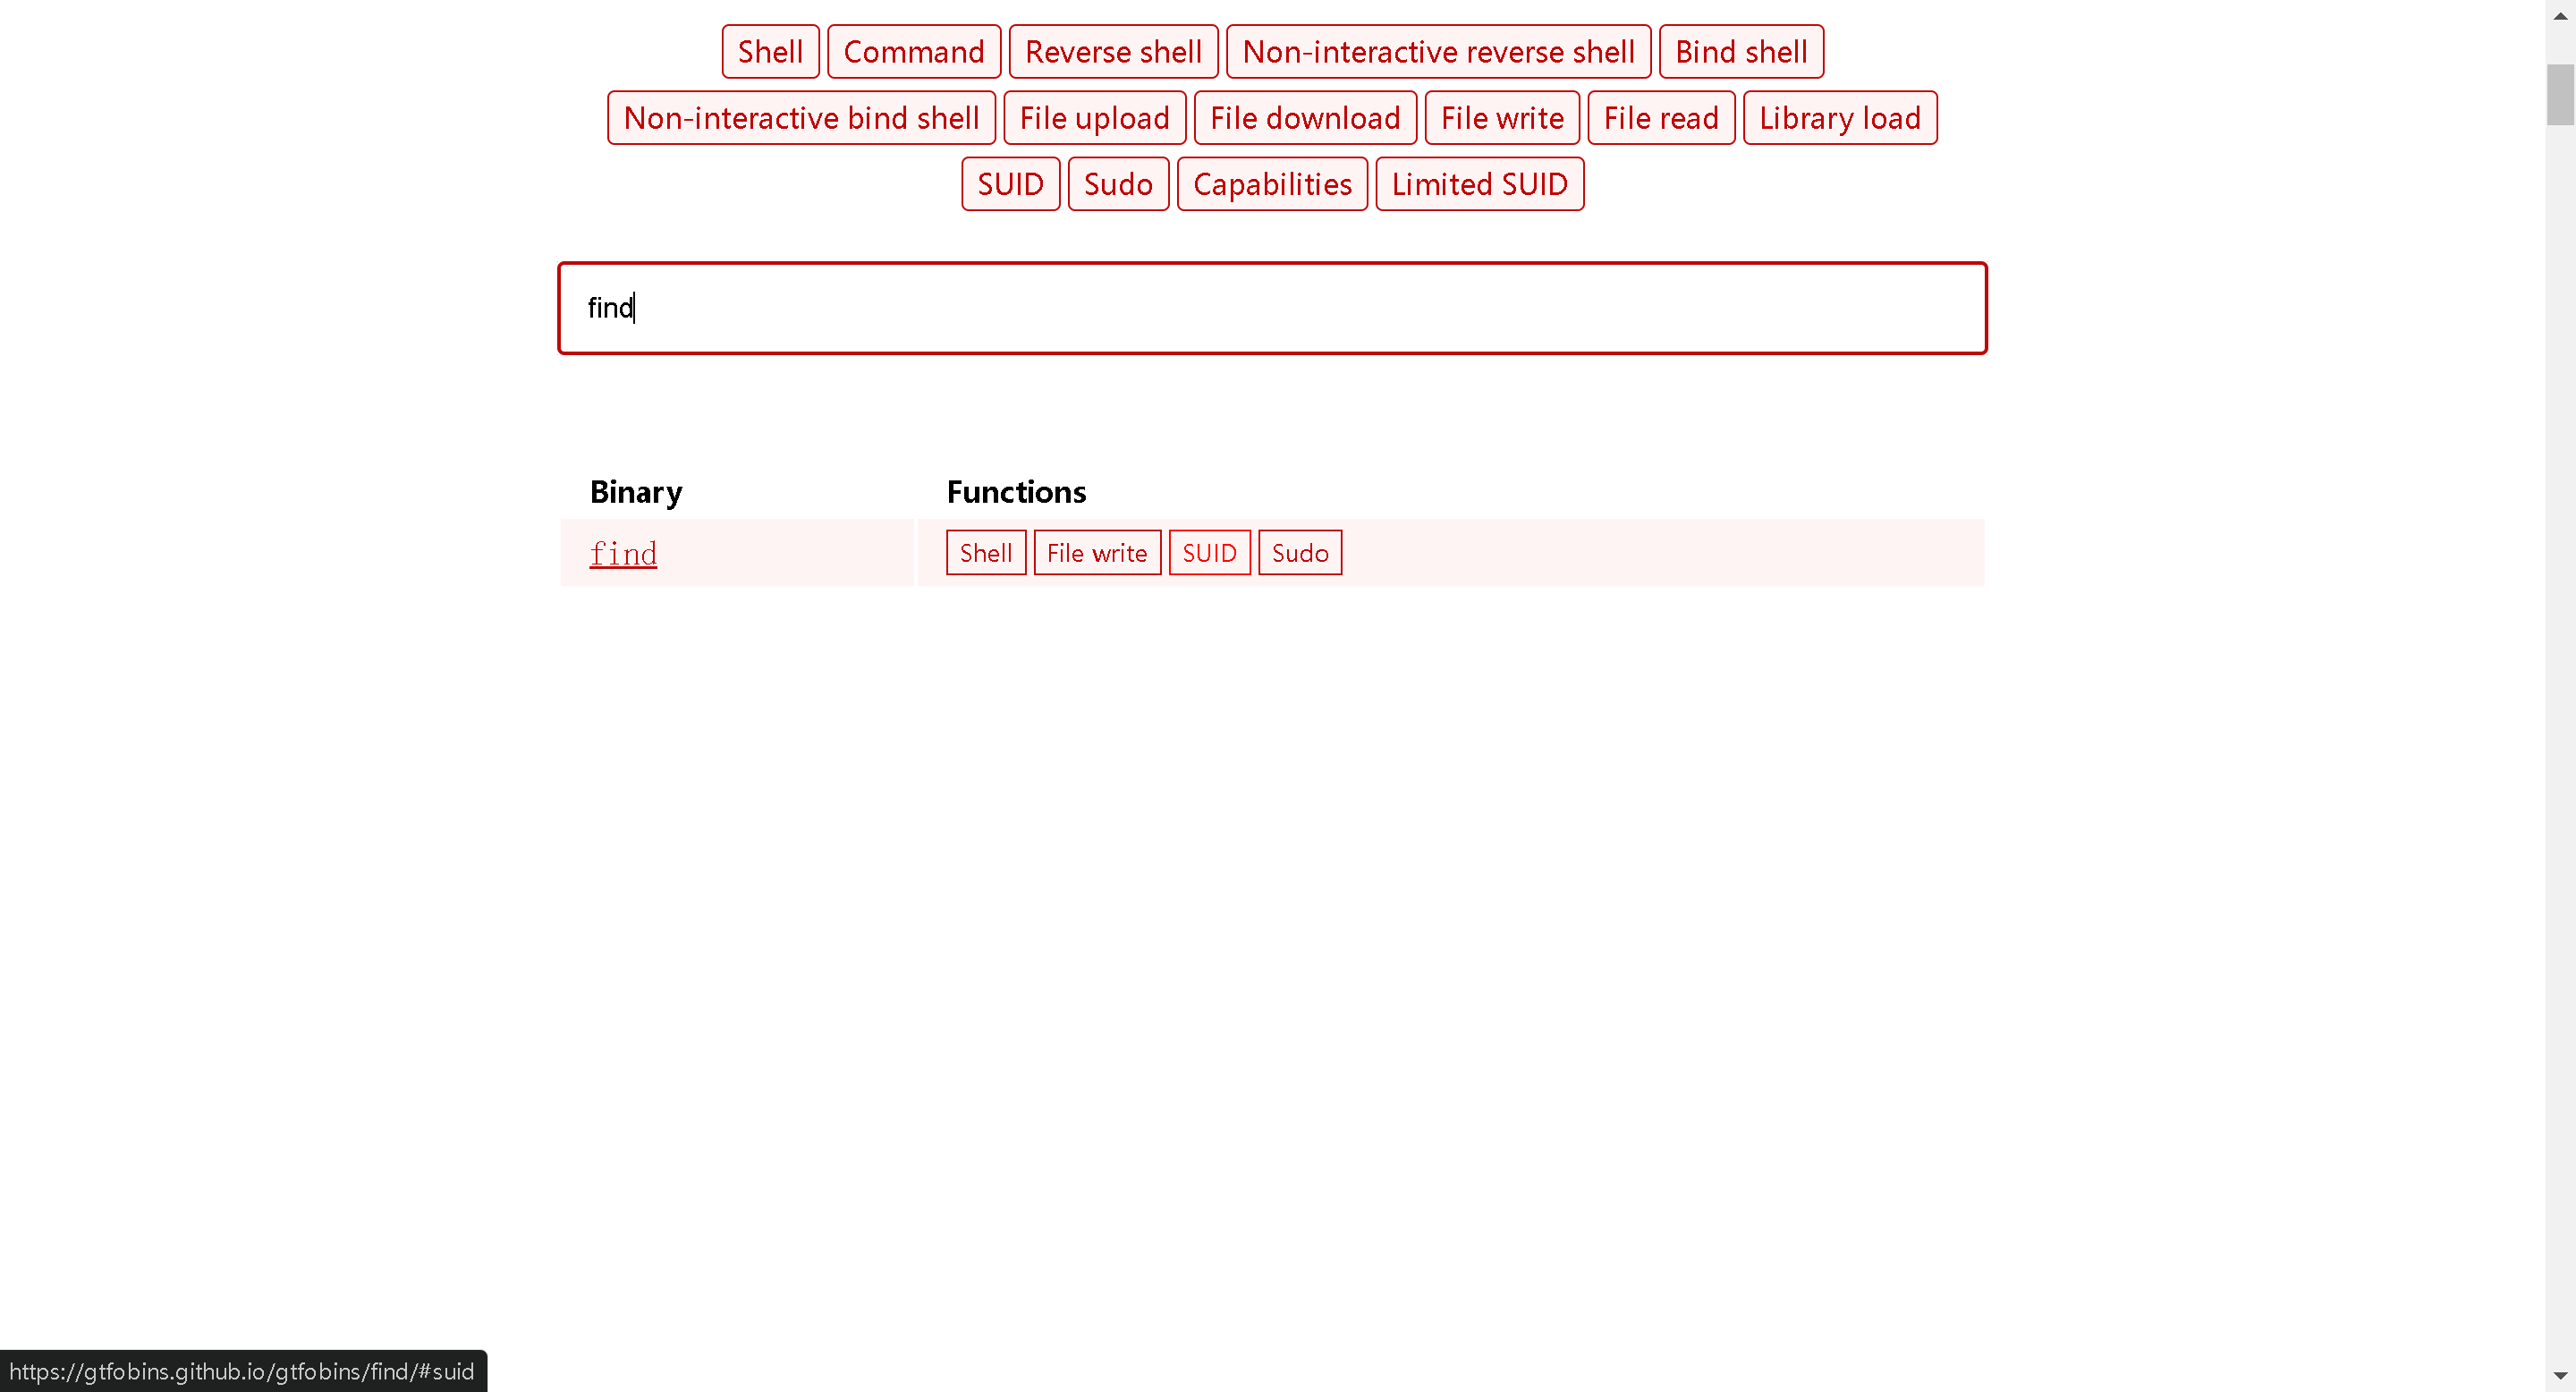 Shell Command Reverse shell Non-interactive reverse shell Bind shell
Non-interactive bind shell File upload File download File write File read Library load
SUID Sudo Capabilities Limited SUID
find
Binary Functions
find Shell File write SUID Sudo
https://gtfobins.github.io/gtfobins/find/#suid